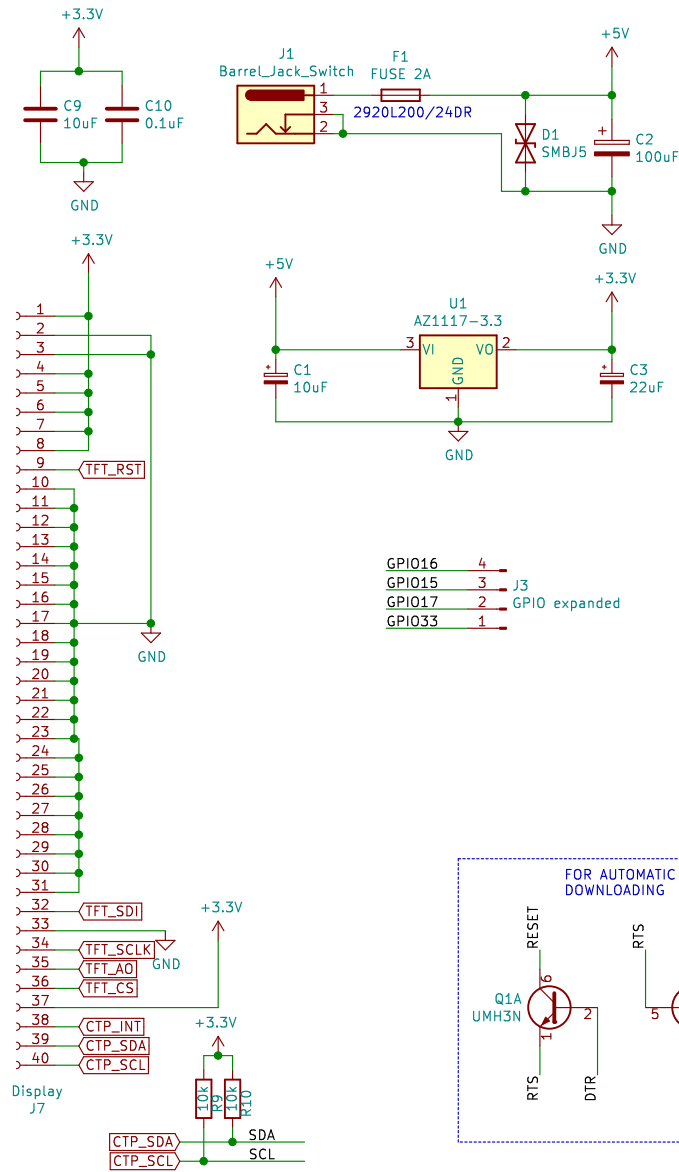 +3.3V
C9
10uF
C10
0.1uF
GND
J1
Barrel_Jack_Switch
1
3
2
F1
FUSE 2A
2920L200/24DR
+5V
D1
SMBJ5
+
C2
100uF
GND
+3.3V
1
2
3
4
5
6
7
8
9
TFT_RST
10
11
12
13
14
15
16
17
18
19
20
21
22
23
24
25
26
27
28
29
30
31
32
TFT_SDI
33
34
TFT_SCLK
35
TFT_AO
36
TFT_CS
37
38
CTP_INT
39
CTP_SDA
40
CTP_SCL
Display
J7
GND
GND
+3.3V
+5V
+
C1
10uF
U1
AZ1117-3.3
3
VI
VO
2
GND
1
GND
+3.3V
+
C3
22uF
GPIO16
4
GPIO15
3
GPIO17
2
GPIO33
1
J3
GPIO expanded
+3.3V
10k
R9
10k
R10
CTP_SDA
SDA
CTP_SCL
SCL
FOR AUTOMATIC
DOWNLOADING
RESET
6
Q1A
UMH3N
2
1
RTS
DTR
RTS
5